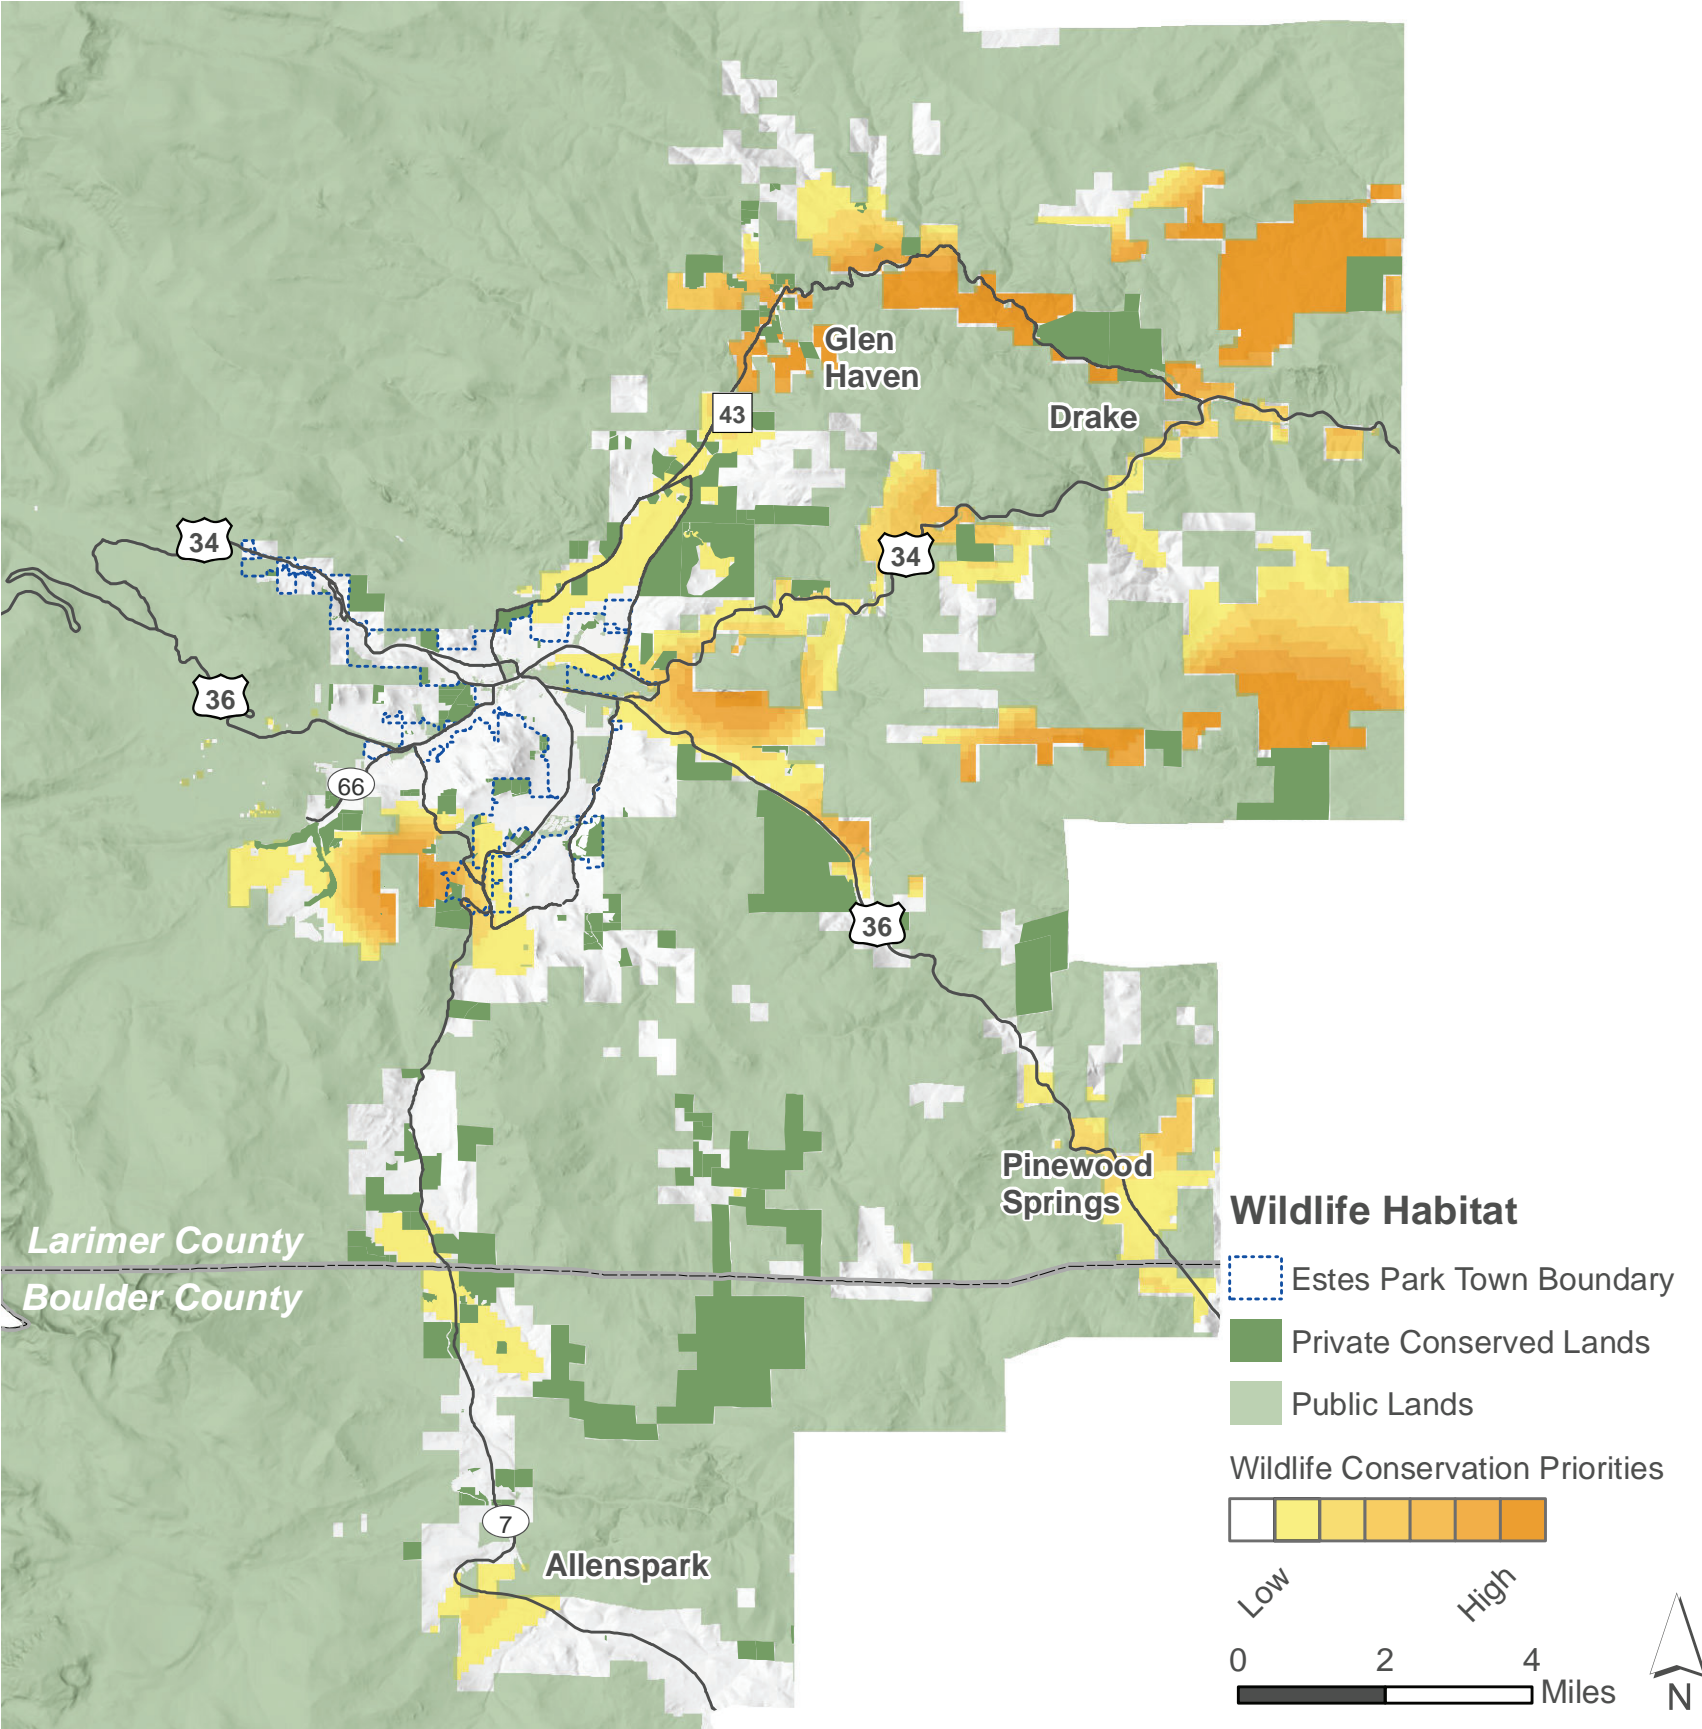 Glen
Haven
43
Drake
34
34
36
66
36
Pinewood
Springs
Larimer County
Boulder County
7
Allenspark
Wildlife Habitat
Estes Park Town Boundary
Private Conserved Lands
Public Lands
Wildlife Conservation Priorities
Low
High
0 2 4
Miles
N